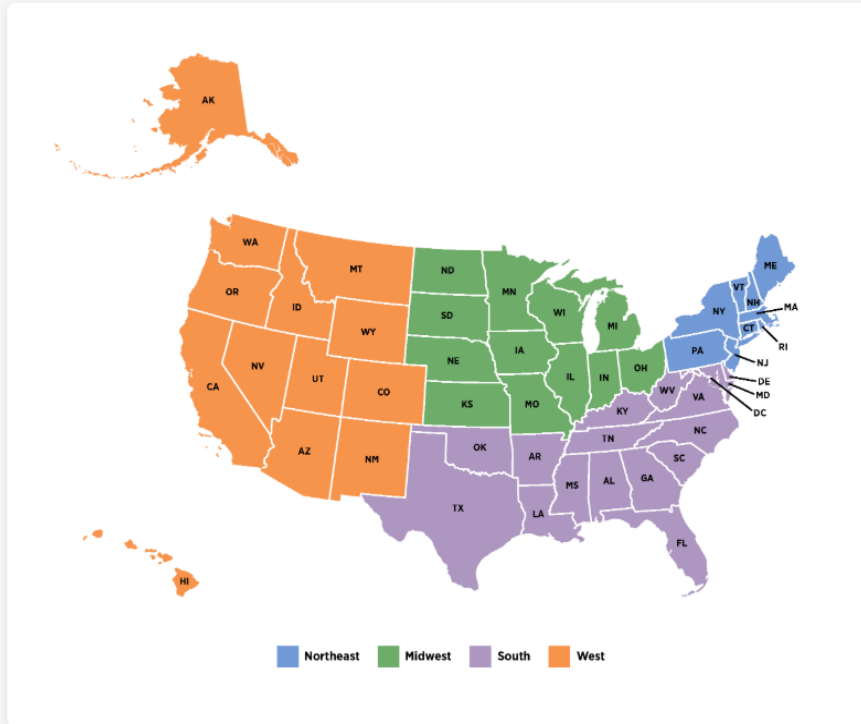 AK
WA
MT
ND
MN
ME
VT
NH
OR
ID
SD
WI
NY
MA
MI
CT
RI
WY
NE
IA
PA
NJ
NV
UT
CO
IL
IN
OH
DE
CA
KS
MO
WV
VA
MD
KY
DC
AZ
NM
OK
AR
TN
NC
SC
TX
LA
MS
AL
GA
FL
HI
Northeast Midwest South West